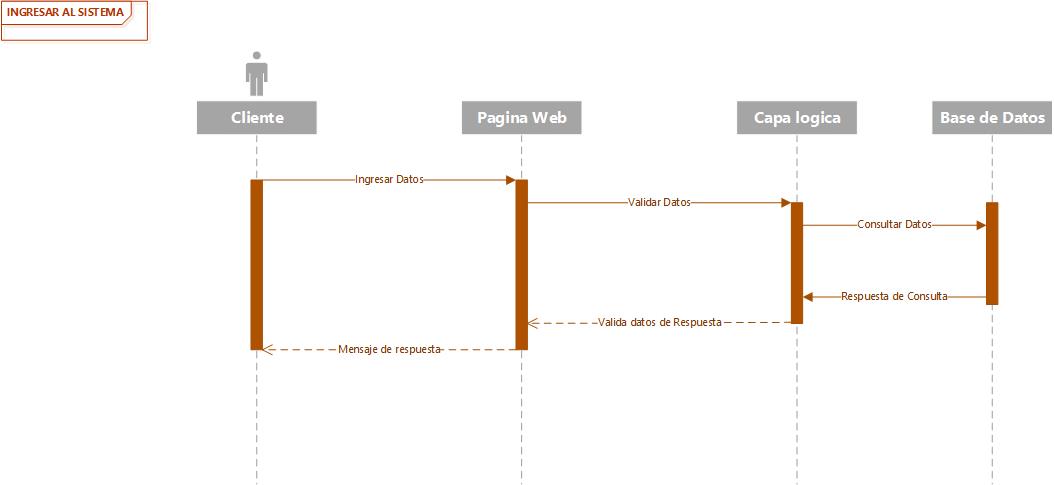 INGRESAR AL SISTEMA
Cliente
Pagina Web
Capa logica
Base de Datos
Ingresar Datos
Validar Datos
Consultar Datos
Respuesta de Consulta
Valida datos de Respuesta
Mensaje de respuesta